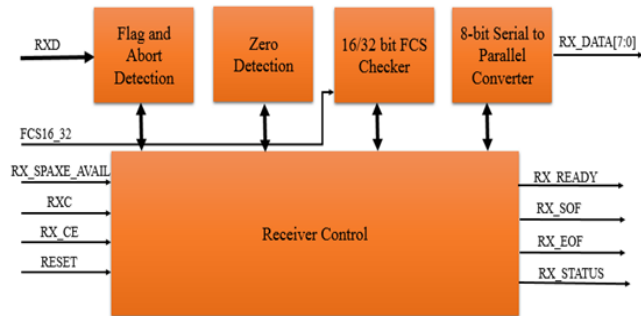 RXD
Flag and
Abort
Detection
Zero
Detection
16/32 bit FCS
Checker
8-bit Serial to
Parallel
Converter
RX_DATA[7:0]
FCS16_32
RX_SPAXE_AVAIL
RXC
RX_CE
RESET
Receiver Control
RX_READY
RX_SOF
RX_EOF
RX_STATUS